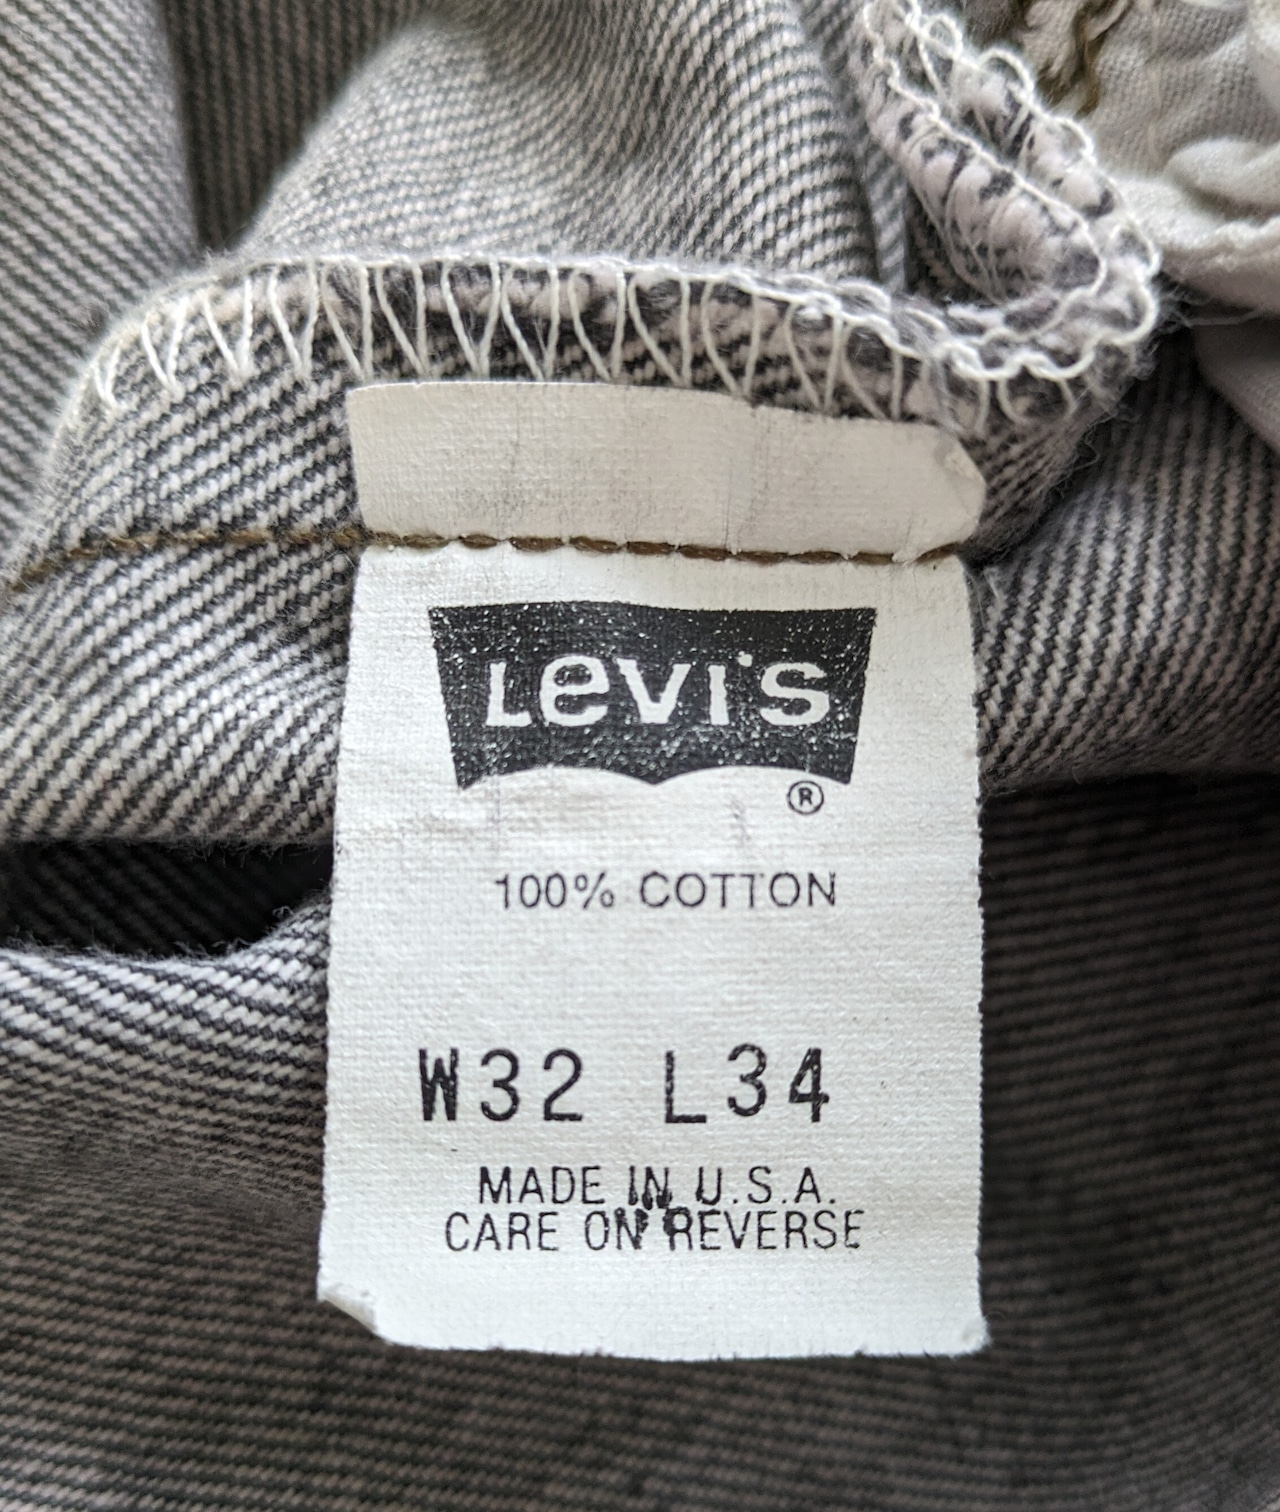 Levi's
®
100% COTTON
W32 L34
MADE IN U.S.A.
CARE ON REVERSE